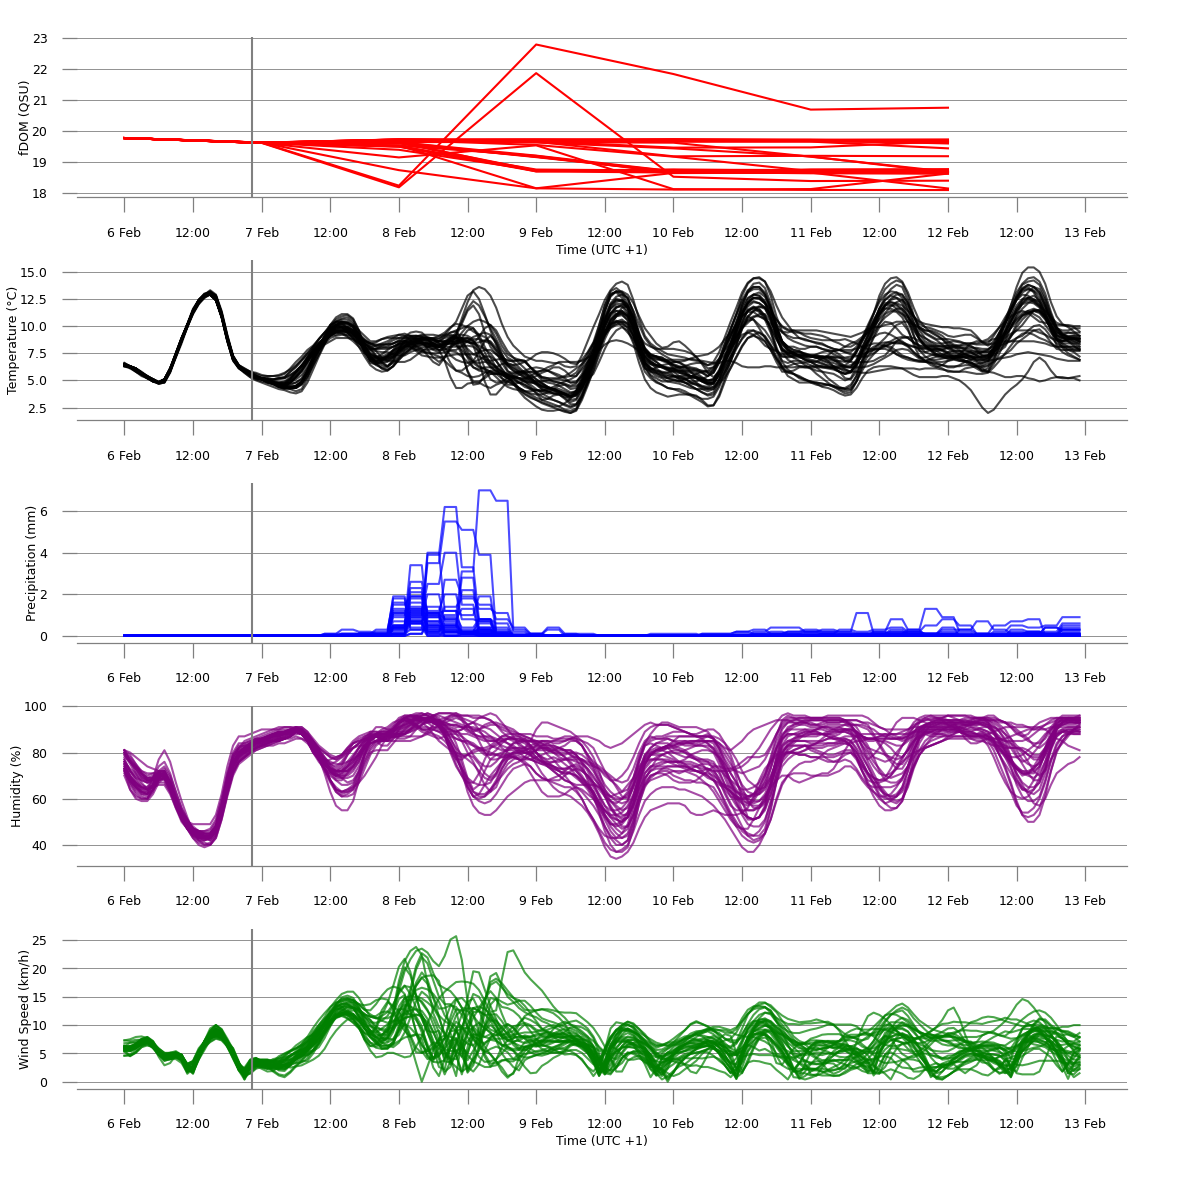 23
22
21
20
19
18
fDOM (QSU)
6 Feb 12:00 7 Feb 12:00 8 Feb 12:00 9 Feb 12:00 10 Feb 12:00 11 Feb 12:00 12 Feb 12:00 13 Feb
Time (UTC +1)
15.0
12.5
10.0
7.5
5.0
2.5
Temperature (°C)
6 Feb 12:00 7 Feb 12:00 8 Feb 12:00 9 Feb 12:00 10 Feb 12:00 11 Feb 12:00 12 Feb 12:00 13 Feb
6
4
2
0
Precipitation (mm)
6 Feb 12:00 7 Feb 12:00 8 Feb 12:00 9 Feb 12:00 10 Feb 12:00 11 Feb 12:00 12 Feb 12:00 13 Feb
100
80
60
40
Humidity (%)
6 Feb 12:00 7 Feb 12:00 8 Feb 12:00 9 Feb 12:00 10 Feb 12:00 11 Feb 12:00 12 Feb 12:00 13 Feb
25
20
15
10
5
0
Wind Speed (km/h)
6 Feb 12:00 7 Feb 12:00 8 Feb 12:00 9 Feb 12:00 10 Feb 12:00 11 Feb 12:00 12 Feb 12:00 13 Feb
Time (UTC +1)